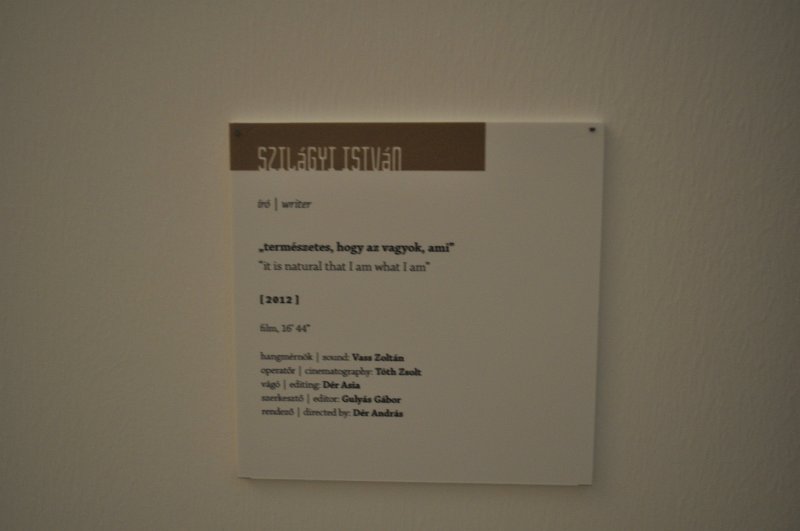 SZILáGYI ISTVáN
író | writer
„természetes, hogy az vagyok, ami”
"it is natural that I am what I am"
[2012]
film, 16' 44"
hangmérnök | sound: Vass Zoltán
operatőr | cinematography: Tóth Zsolt
vágó | editing: Dér Asia
szerkesztő | editor: Gulyás Gábor
rendező | directed by: Dér András